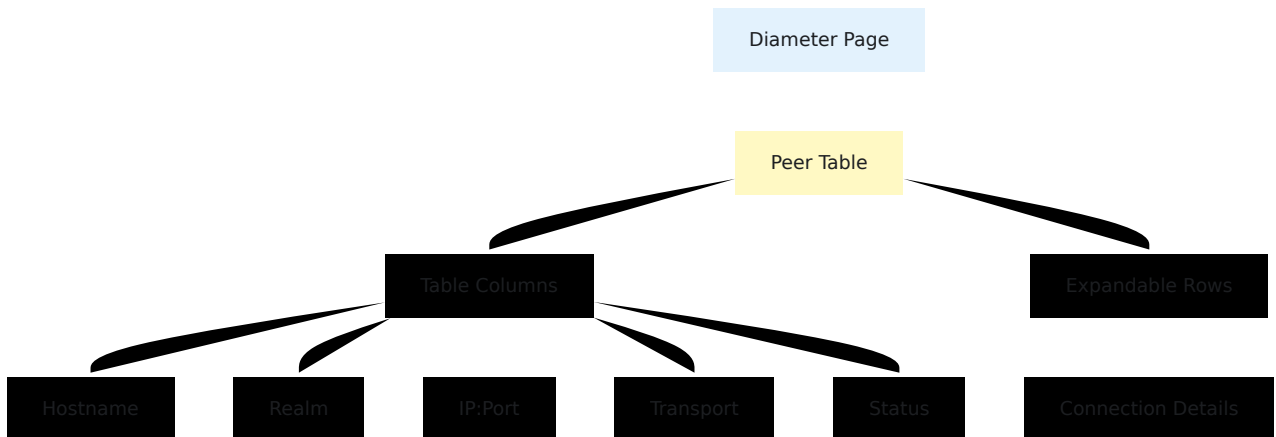 Diameter Page
Peer Table
Table Columns
Expandable Rows
Hostname
Realm
IP:Port
Transport
Status
Connection Details